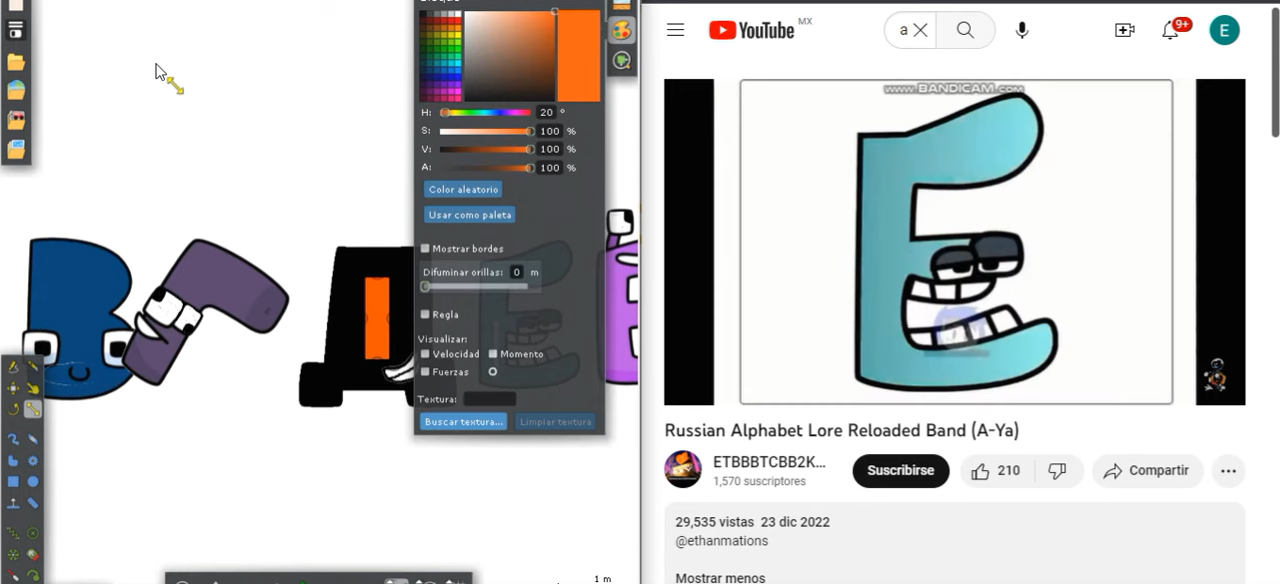 H: 20 °
S: 100 %
V: 100 %
A: 100 %
Color aleatorio
Usar como paleta
Mostrar bordes
Difuminar orillas: 0 m
Regla
Visualizar:
Velocidad Momento
Fuerzas
Textura:
Buscar textura... Limpiar textura
1 m
YouTube MX
a
9+
E
www.BANDICAM.com
Russian Alphabet Lore Reloaded Band (A-Ya)
ETBBBTCBB2K...
1,570 suscriptores
Suscribirse
210
Compartir
29,535 vistas 23 dic 2022
@ethanmations
Mostrar menos